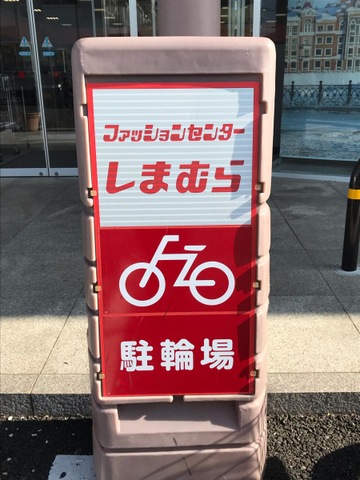 ファッションセンター
しまむら
駐輪場